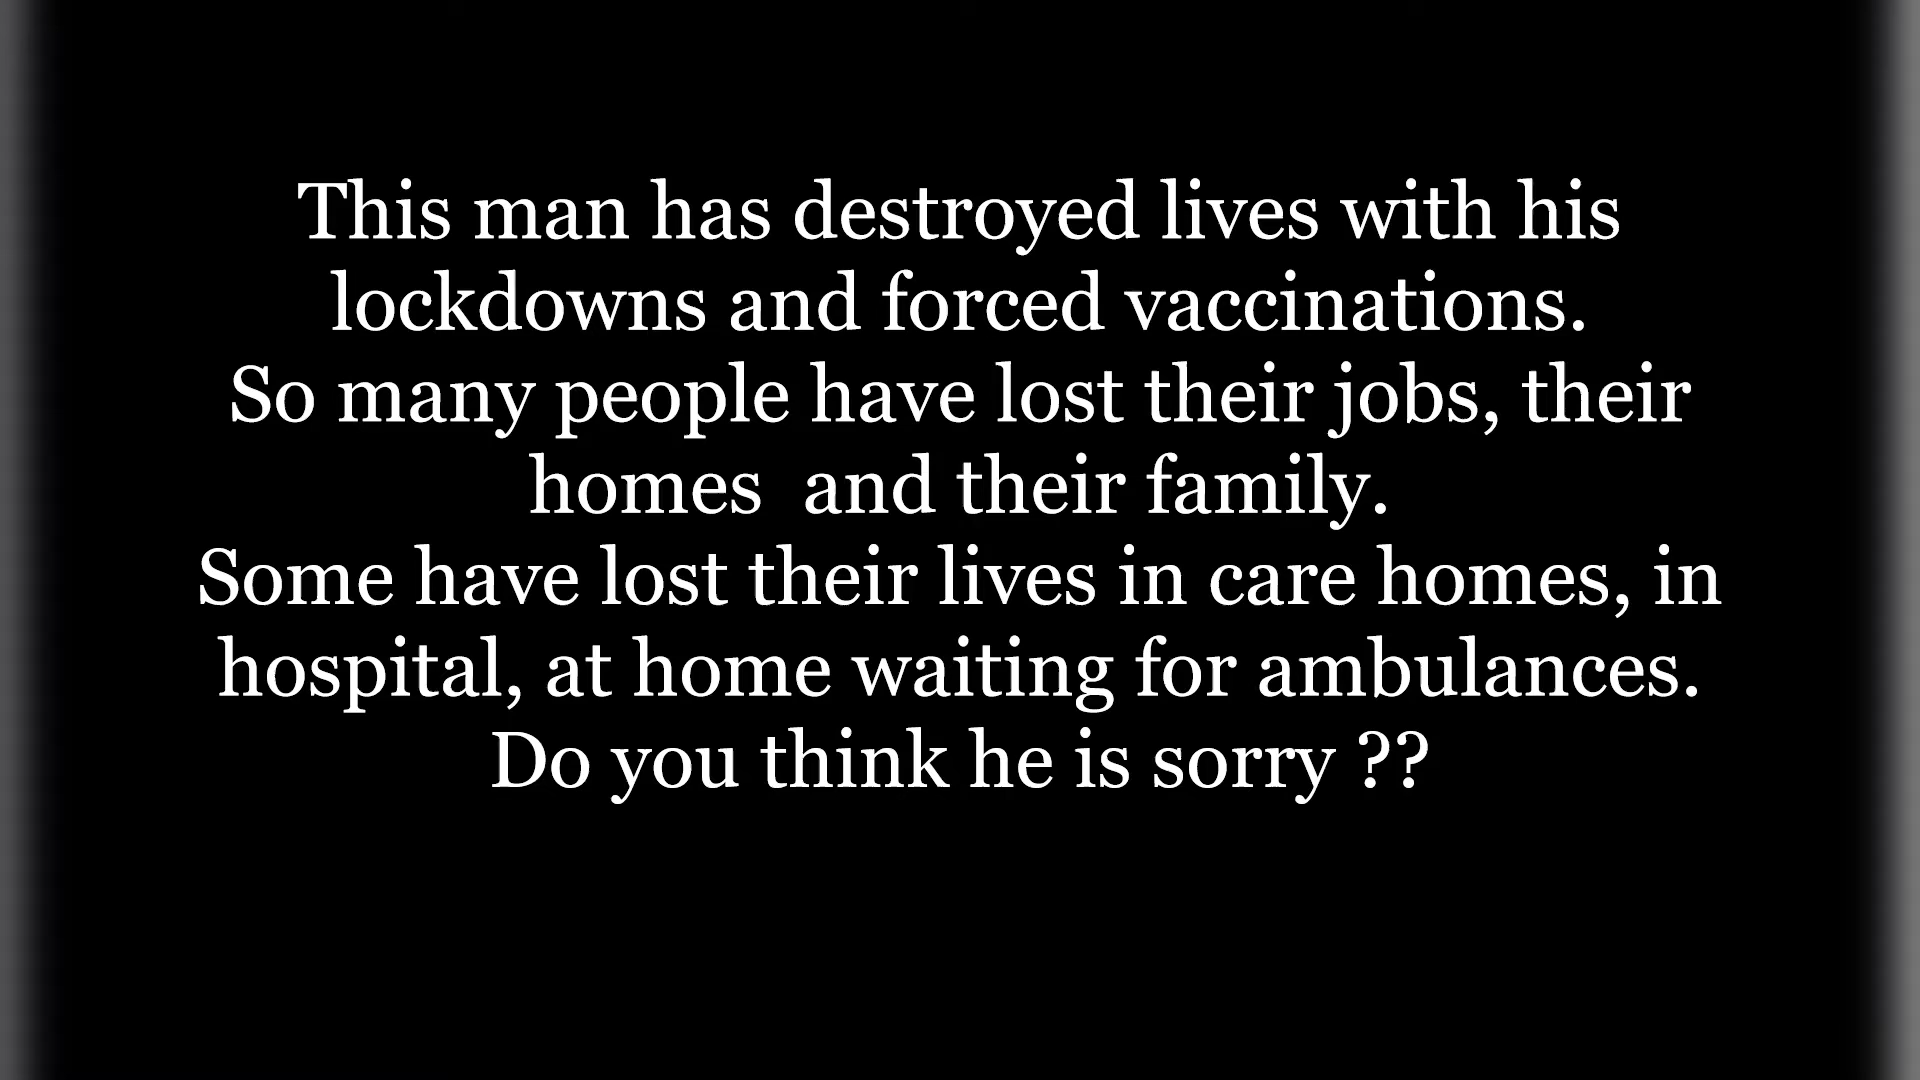 This man has destroyed lives with his
lockdowns and forced vaccinations.
So many people have lost their jobs, their
homes  and their family.
Some have lost their lives in care homes, in
hospital, at home waiting for ambulances.
Do you think he is sorry ??